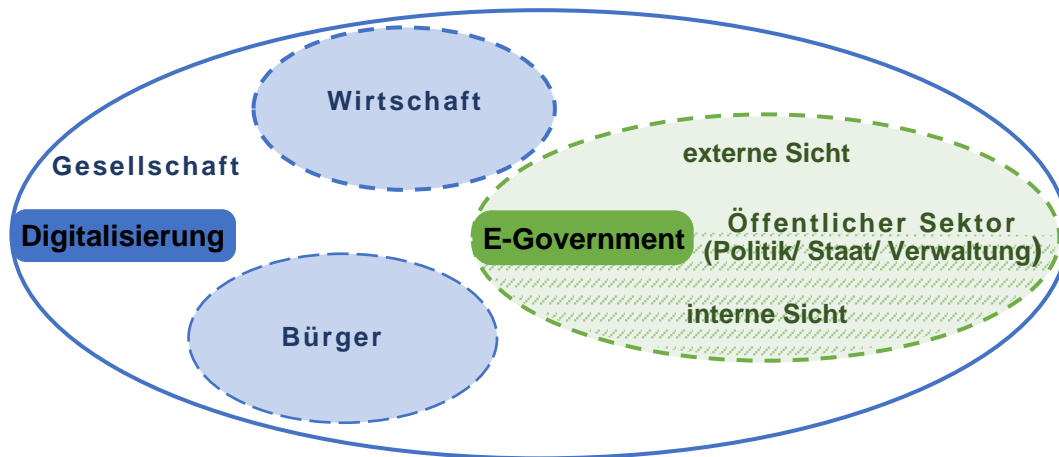 Wirtschaft
Gesellschaft
externe Sicht
Digitalisierung
E-Government
Öffentlicher Sektor
(Politik/ Staat/ Verwaltung)
interne Sicht
Bürger